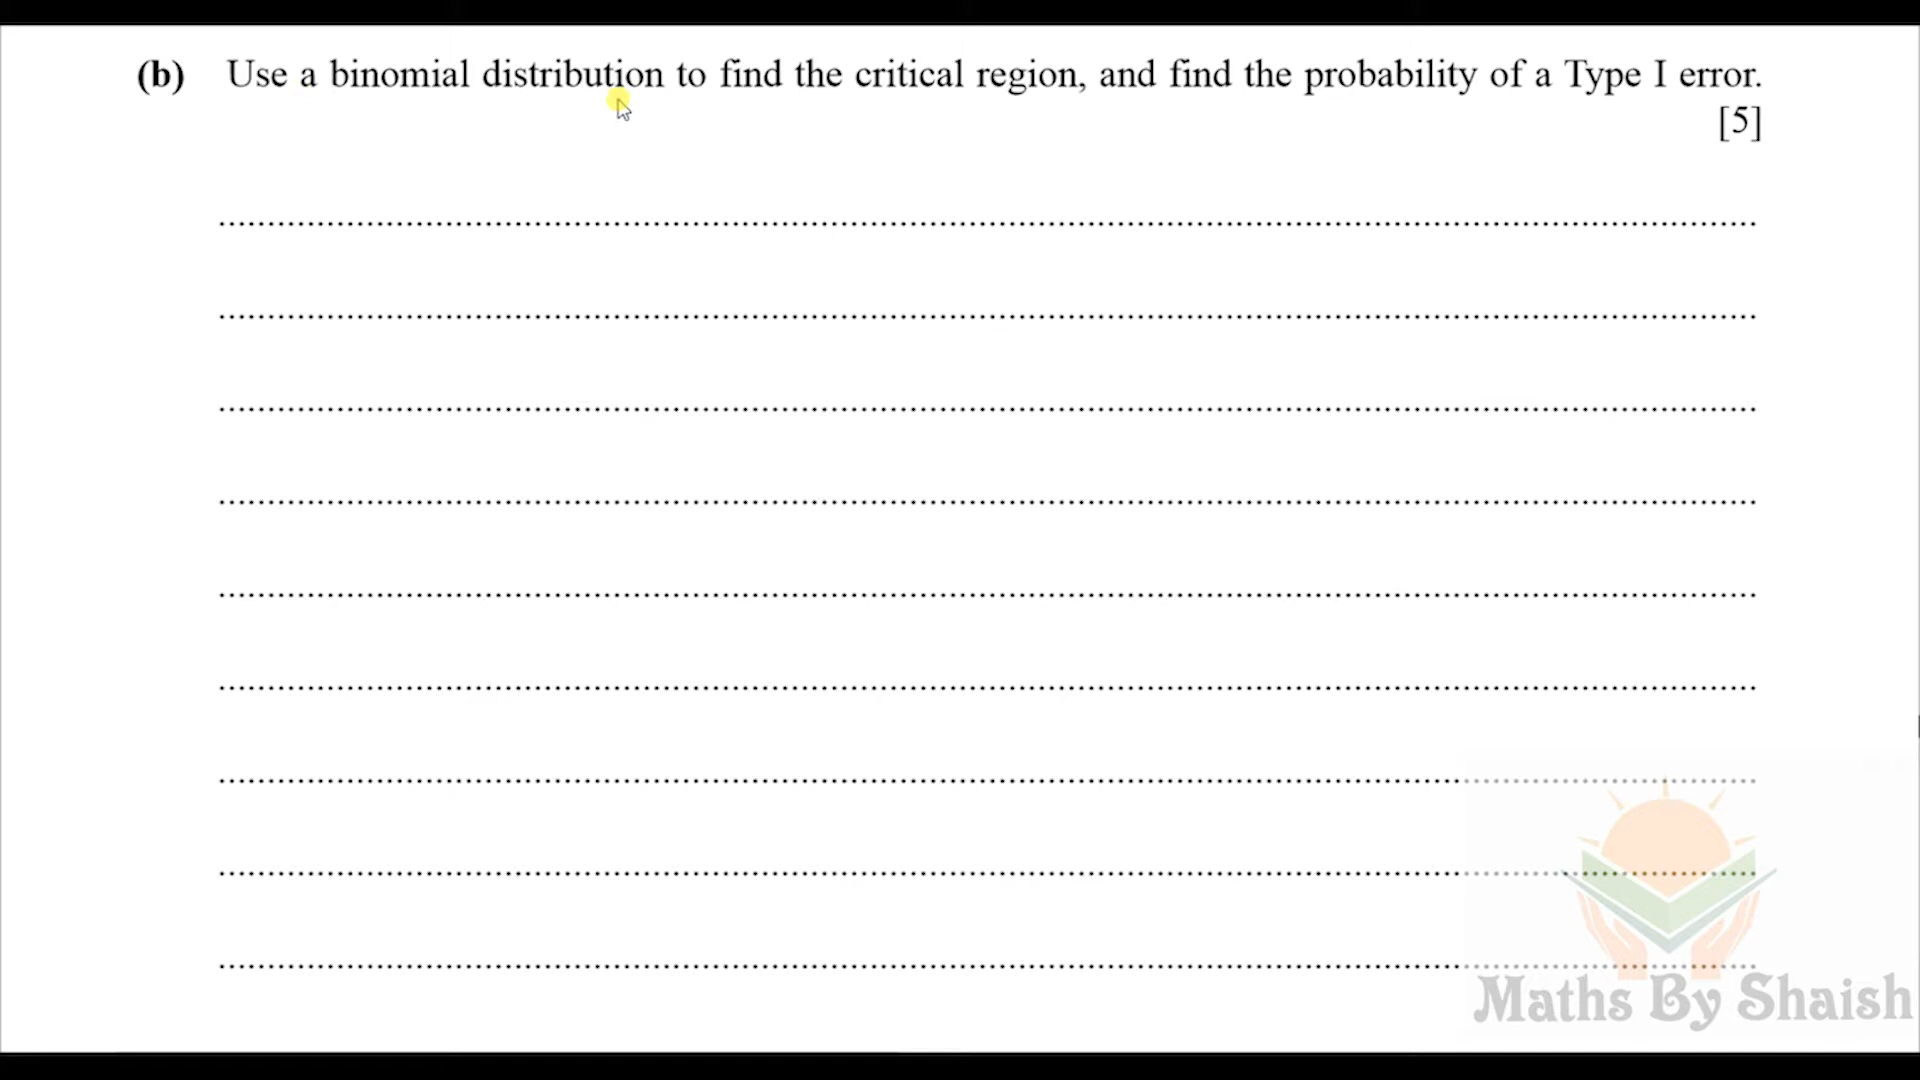 (b) Use a binomial distribution to find the critical region, and find the probability of a Type I error.
[5]
Maths By Shaish